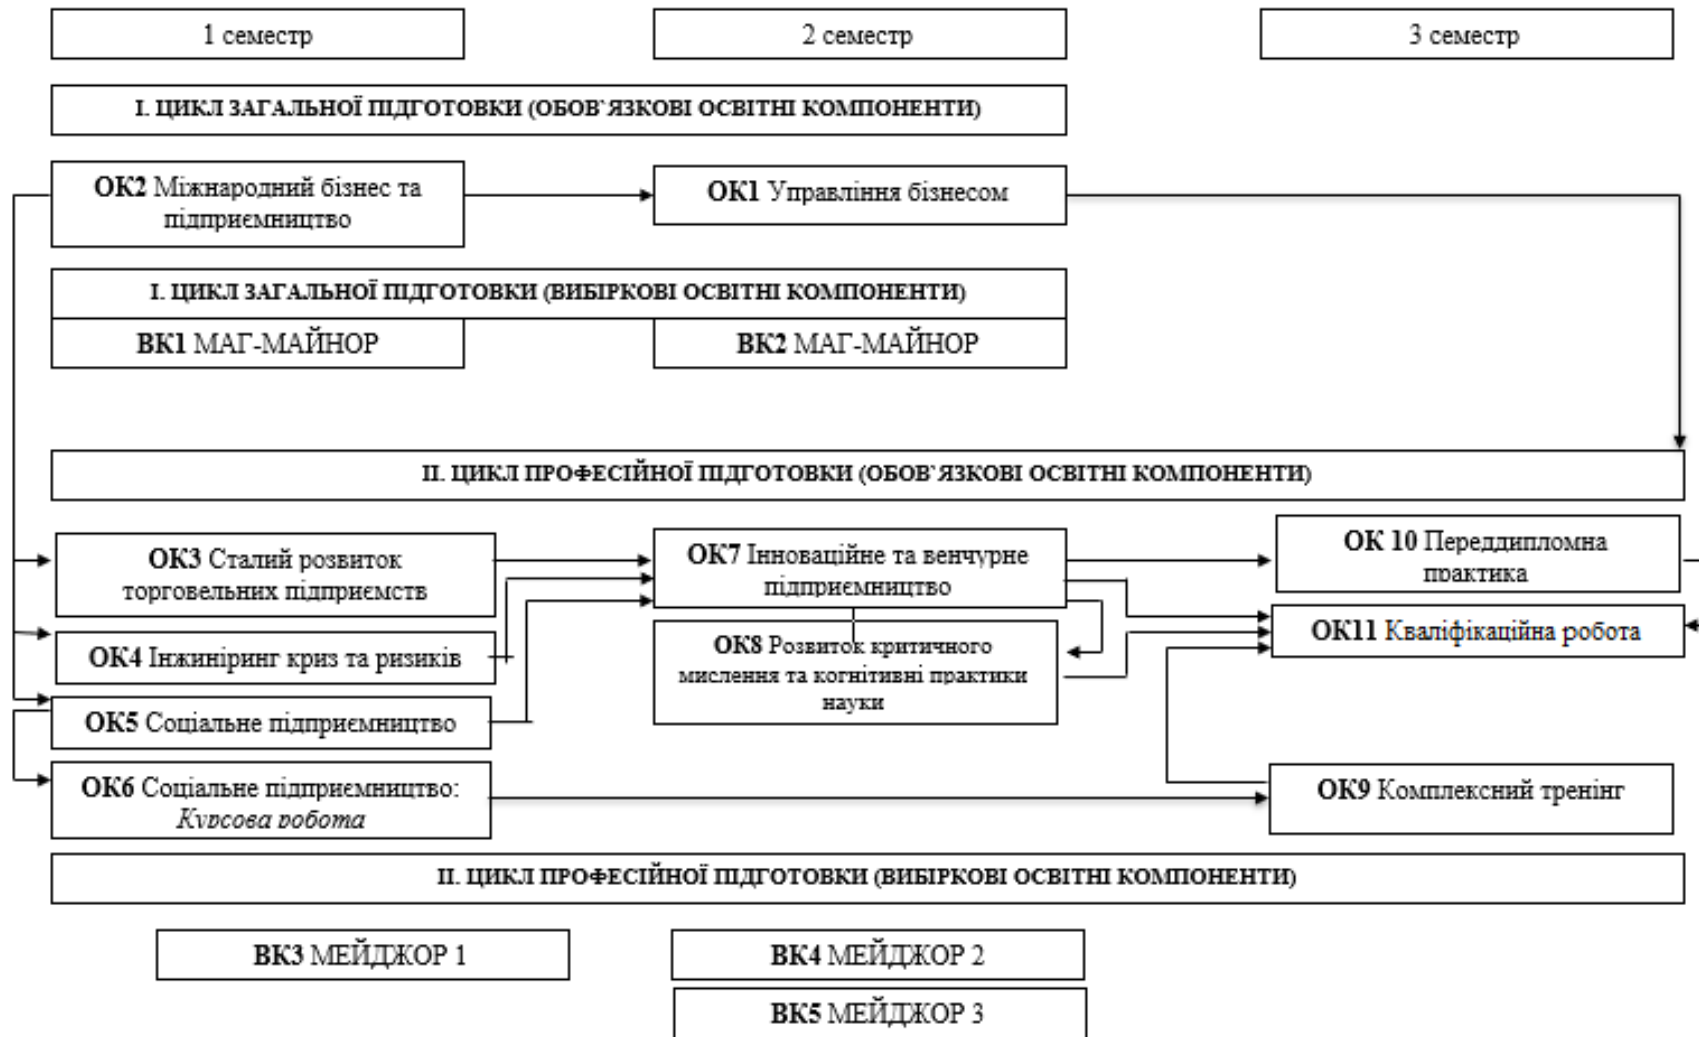 1 семестр
2 семестр
3 семестр
І. ЦИКЛ ЗАГАЛЬНОЇ ПІДГОТОВКИ (ОБОВ`ЯЗКОВІ ОСВІТНІ КОМПОНЕНТИ)
ОК2 Міжнародний бізнес та
підприємництво
ОК1 Управління бізнесом
І. ЦИКЛ ЗАГАЛЬНОЇ ПІДГОТОВКИ (ВИБІРКОВІ ОСВІТНІ КОМПОНЕНТИ)
ВК1 МАГ-МАЙНОР
ВК2 МАГ-МАЙНОР
ІІ. ЦИКЛ ПРОФЕСІЙНОЇ ПІДГОТОВКИ (ОБОВ`ЯЗКОВІ ОСВІТНІ КОМПОНЕНТИ)
ОК3 Сталий розвиток
торговельних підприємств
ОК7 Інноваційне та венчурне
підприємництво
ОК 10 Переддипломна
практика
ОК4 Інжиніринг криз та ризиків
ОК8 Розвиток критичного
мислення та когнітивні практики
науки
ОК11 Кваліфікаційна робота
ОК5 Соціальне підприємництво
ОК6 Соціальне підприємництво:
Курсова робота
ОК9 Комплексний тренінг
ІІ. ЦИКЛ ПРОФЕСІЙНОЇ ПІДГОТОВКИ (ВИБІРКОВІ ОСВІТНІ КОМПОНЕНТИ)
ВК3 МЕЙДЖОР 1
ВК4 МЕЙДЖОР 2
ВК5 МЕЙДЖОР 3